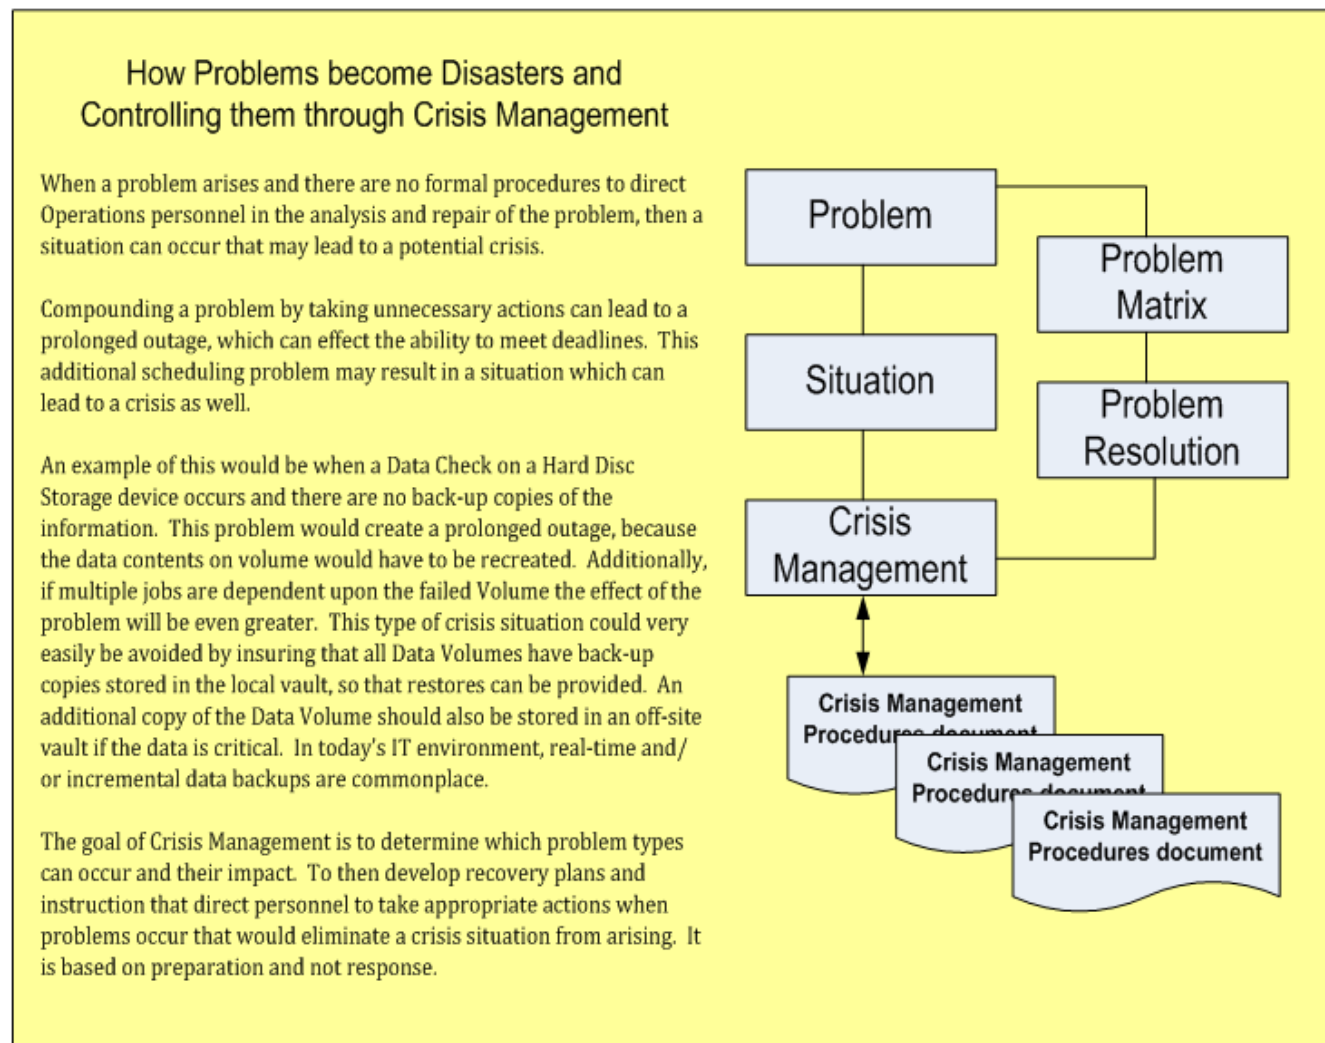 How Problems become Disasters and
Controlling them through Crisis Management
When a problem arises and there are no formal procedures to direct
Operations personnel in the analysis and repair of the problem, then a
situation can occur that may lead to a potential crisis.
Compounding a problem by taking unnecessary actions can lead to a
prolonged outage, which can effect the ability to meet deadlines.  This
additional scheduling problem may result in a situation which can
lead to a crisis as well.
An example of this would be when a Data Check on a Hard Disc
Storage device occurs and there are no back-up copies of the
information.  This problem would create a prolonged outage, because
the data contents on volume would have to be recreated.  Additionally,
if multiple jobs are dependent upon the failed Volume the effect of the
problem will be even greater.  This type of crisis situation could very
easily be avoided by insuring that all Data Volumes have back-up
copies stored in the local vault, so that restores can be provided.  An
additional copy of the Data Volume should also be stored in an off-site
vault if the data is critical.  In today's IT environment, real-time and/
or incremental data backups are commonplace.
The goal of Crisis Management is to determine which problem types
can occur and their impact.  To then develop recovery plans and
instruction that direct personnel to take appropriate actions when
problems occur that would eliminate a crisis situation from arising.  It
is based on preparation and not response.
Problem
Problem
Matrix
Situation
Problem
Resolution
Crisis
Management
Crisis Management
Procedures document
Crisis Management
Procedures document
Crisis Management
Procedures document